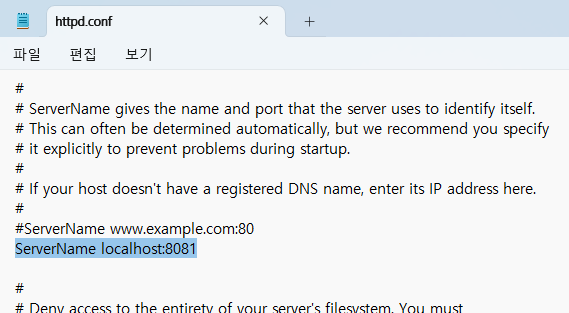 httpd.conf
파일 편집 보기
#
# ServerName gives the name and port that the server uses to identify itself.
# This can often be determined automatically, but we recommend you specify
# it explicitly to prevent problems during startup.
#
# If your host doesn't have a registered DNS name, enter its IP address here.
#
#ServerName www.example.com:80
ServerName localhost:8081
#
# Deny access to the entirety of your server's filesystem. You must